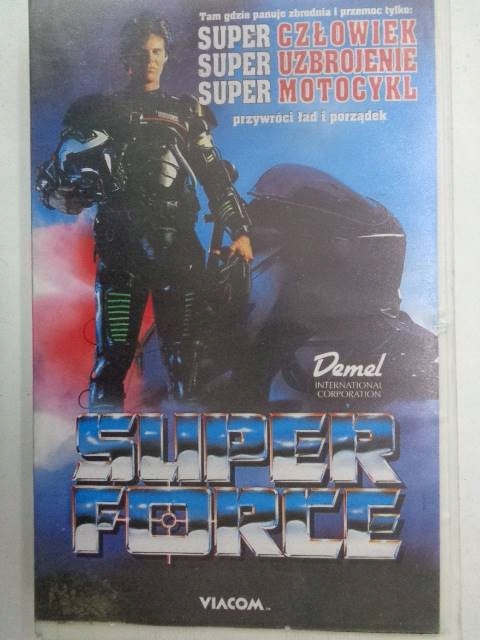 Tam gdzie panuje zbrodnia i przemoc tylko:
SUPER CZŁOWIEK
SUPER UZBROJENIE
SUPER MOTOCYKL
przywróci ład i porządek
Demel
INTERNATIONAL
CORPORATION
SUPER
FORCE
VIACOM™